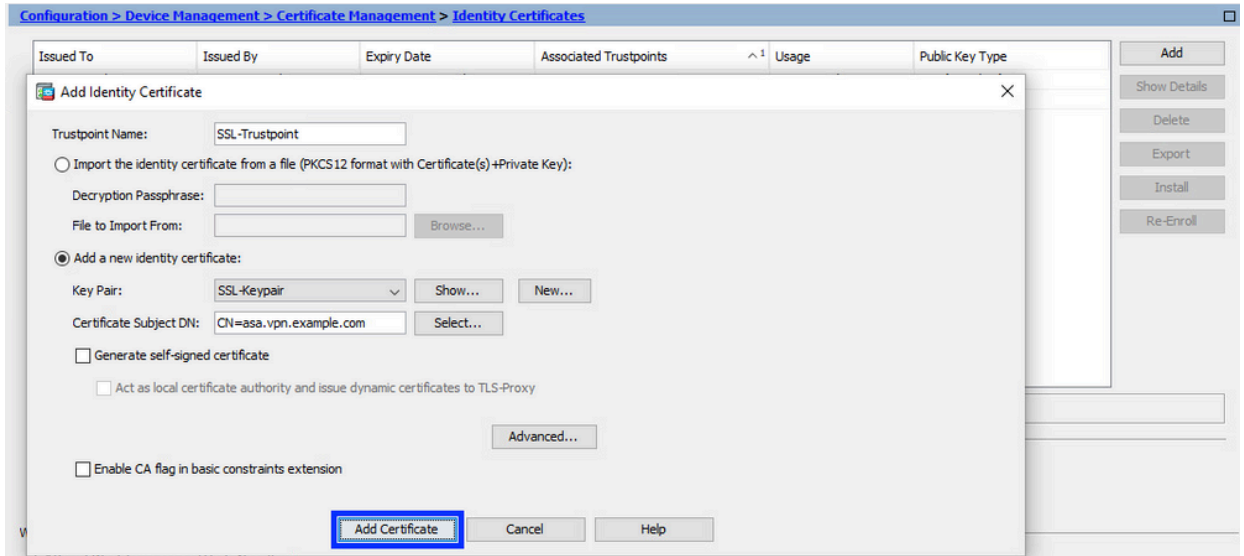 Configuration > Device Management > Certificate Management > Identity Certificates
Issued To Issued By Expiry Date Associated Trustpoints 1 Usage Public Key Type
Add
Show Details
Delete
Export
Install
Re-Enroll
Add Identity Certificate
Trustpoint Name: SSL-Trustpoint
Import the identity certificate from a file (PKCS12 format with Certificate(s)+Private Key):
Decryption Passphrase:
File to Import From: Browse...
Add a new identity certificate:
Key Pair: SSL-Keypair Show... New...
Certificate Subject DN: CN=asa.vpn.example.com Select...
Generate self-signed certificate
Act as local certificate authority and issue dynamic certificates to TLS-Proxy
Advanced...
Enable CA flag in basic constraints extension
Add Certificate Cancel Help